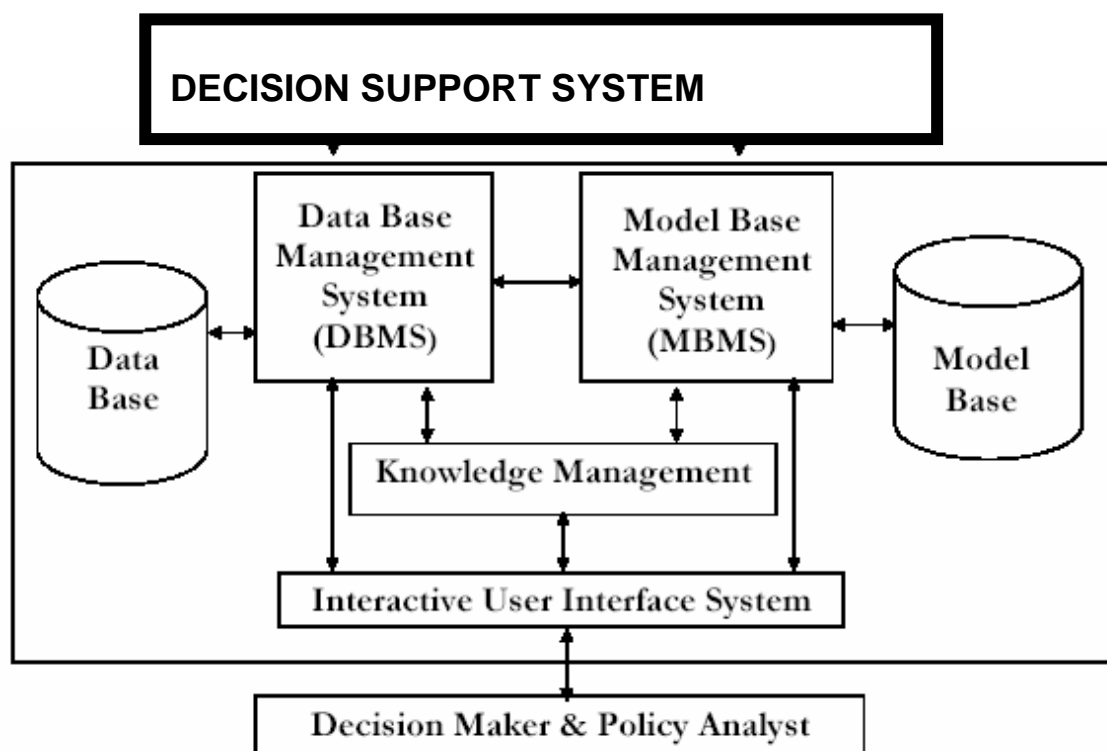 DECISION SUPPORT SYSTEM
Data Base
Management
System
(DBMS)
Model Base
Management
System
(MBMS)
Data
Base
Model
Base
Knowledge Management
Interactive User Interface System
Decision Maker & Policy Analyst